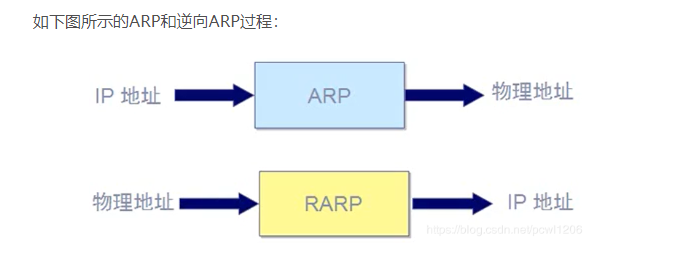 如下图所示的ARP和逆向ARP过程：
IP 地址
ARP
物理地址
物理地址
RARP
IP 地址
https://blog.csdn.net/pcwl1206